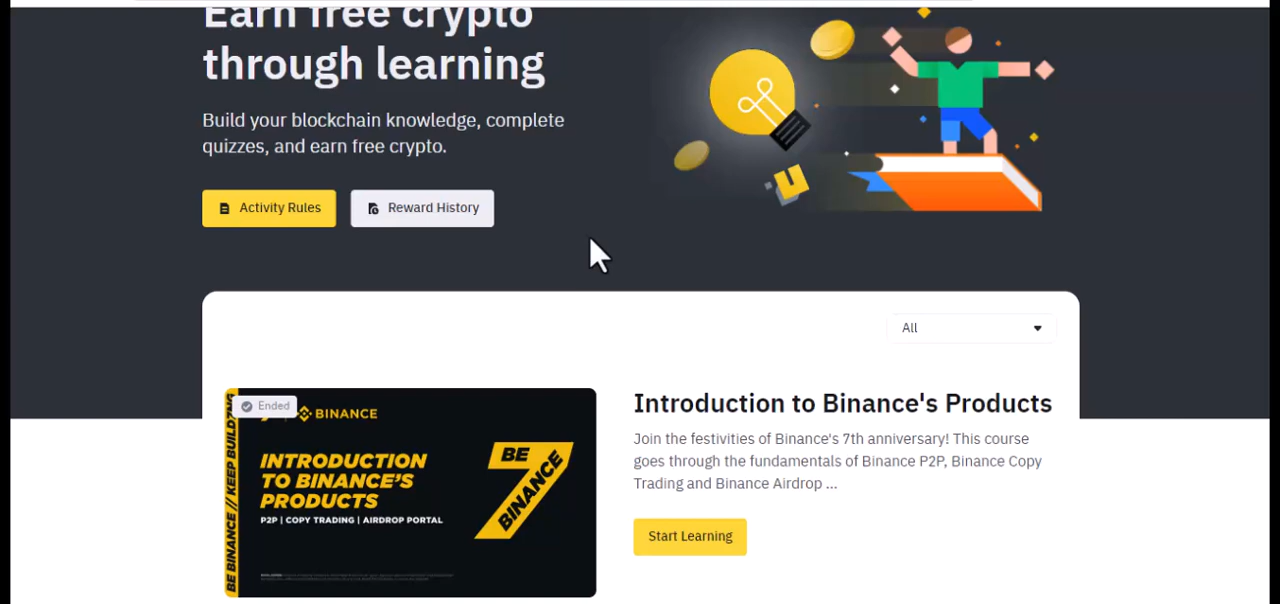 Earn free crypto
through learning
Build your blockchain knowledge, complete
quizzes, and earn free crypto.
Activity Rules
Reward History
All
BE BINANCE // KEEP BUILDING
Ended
BINANCE
INTRODUCTION
TO BINANCE'S
PRODUCTS
P2P | COPY TRADING | AIRDROP PORTAL
BE
BINANCE
7
Introduction to Binance's Products
Join the festivities of Binance's 7th anniversary! This course
goes through the fundamentals of Binance P2P, Binance Copy
Trading and Binance Airdrop ...
Start Learning